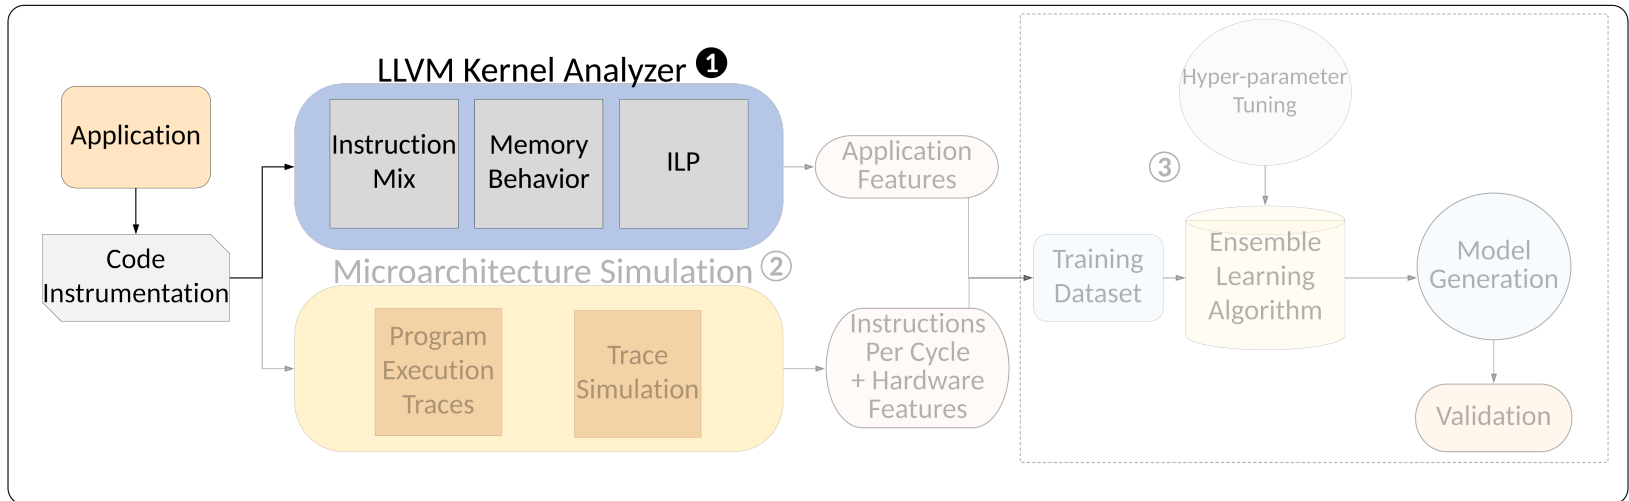 LLVM Kernel Analyzer ❶
Application
Instruction
Mix
Memory
Behavior
ILP
Code
Instrumentation
Microarchitecture Simulation ②
Program
Execution
Traces
Trace
Simulation
Application
Features
Instructions
Per Cycle
+ Hardware
Features
③
Hyper-parameter
Tuning
Training
Dataset
Ensemble
Learning
Algorithm
Model
Generation
Validation